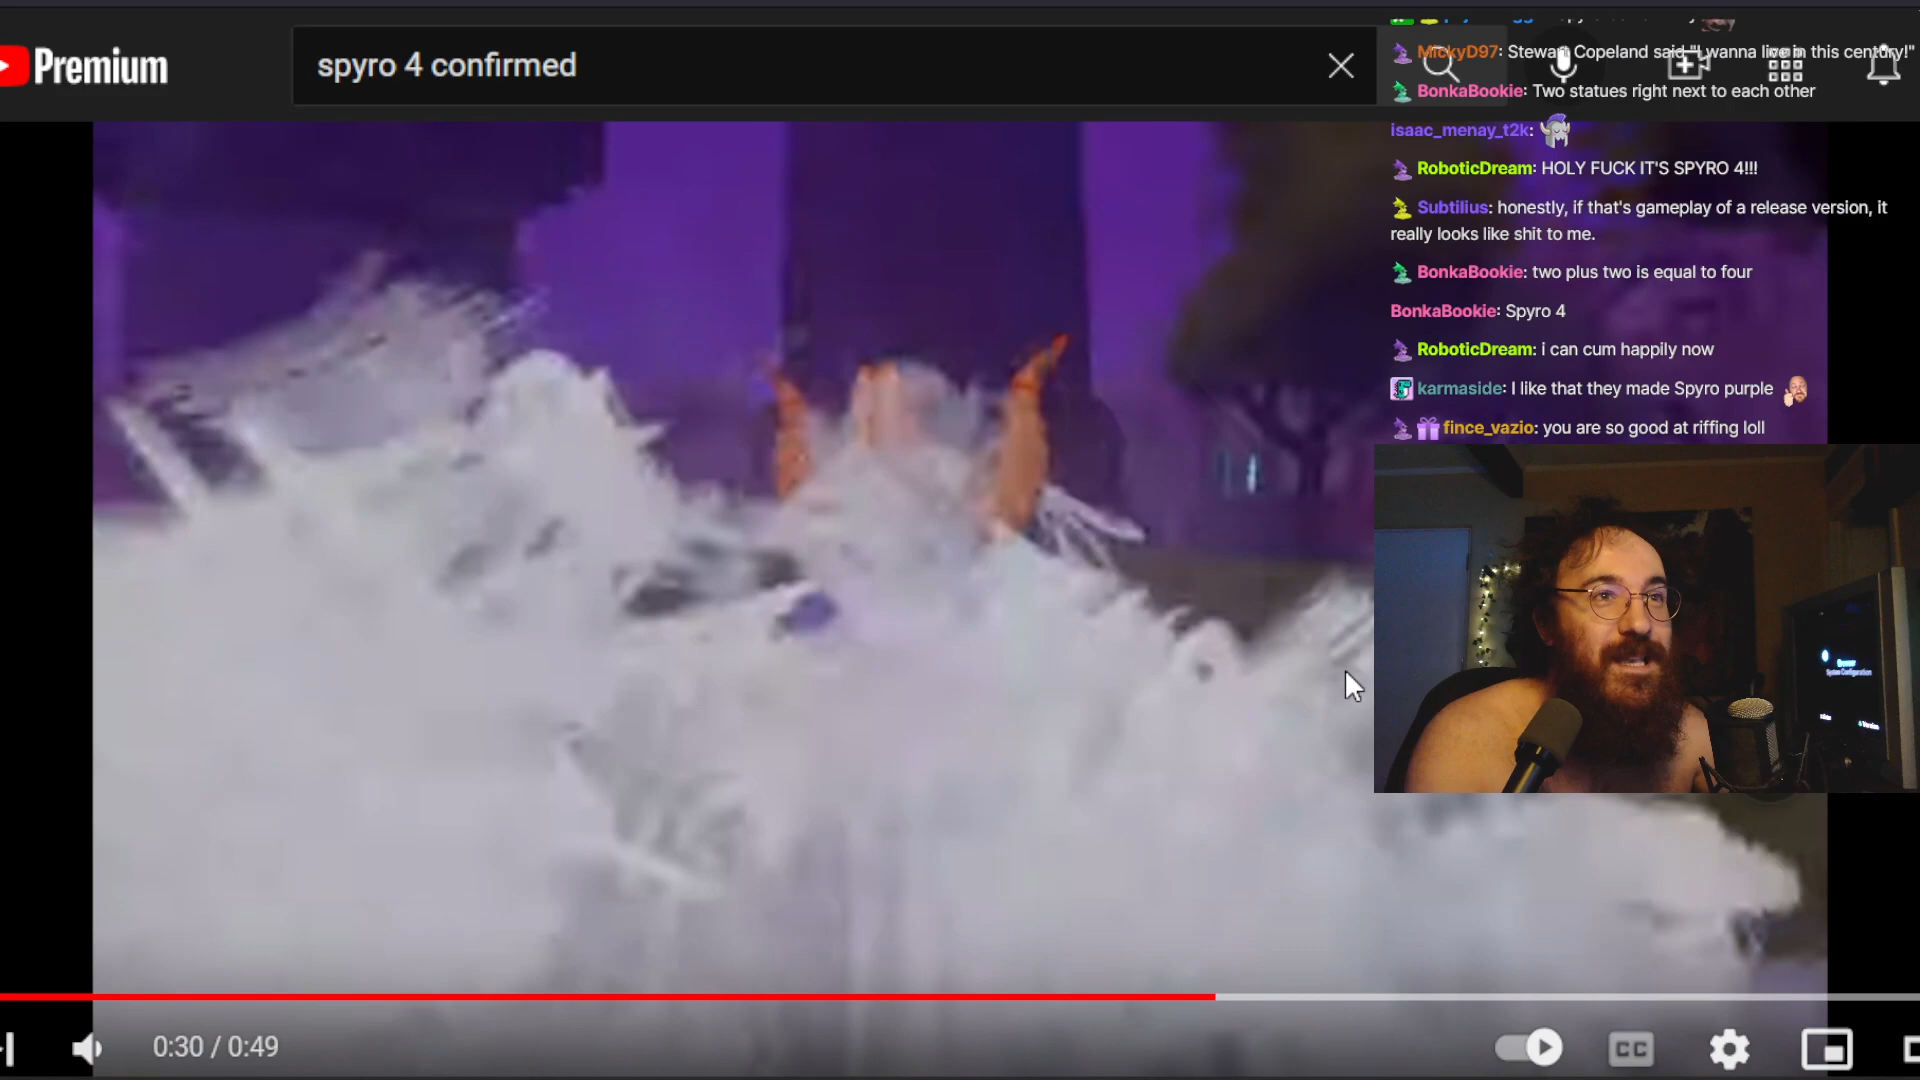 Premium
spyro 4 confirmed
MickyD97: Stewart Copeland said "I wanna live in this century!"
BonkaBookie: Two statues right next to each other
isaac_menay_t2k:
RoboticDream: HOLY FUCK IT'S SPYRO 4!!!
Subtilius: honestly, if that's gameplay of a release version, it
really looks like shit to me.
BonkaBookie: two plus two is equal to four
BonkaBookie: Spyro 4
RoboticDream: i can cum happily now
karmaside: I like that they made Spyro purple
fince_vazio: you are so good at riffing loll
Browser
System Configuration
0:30 / 0:49
CC